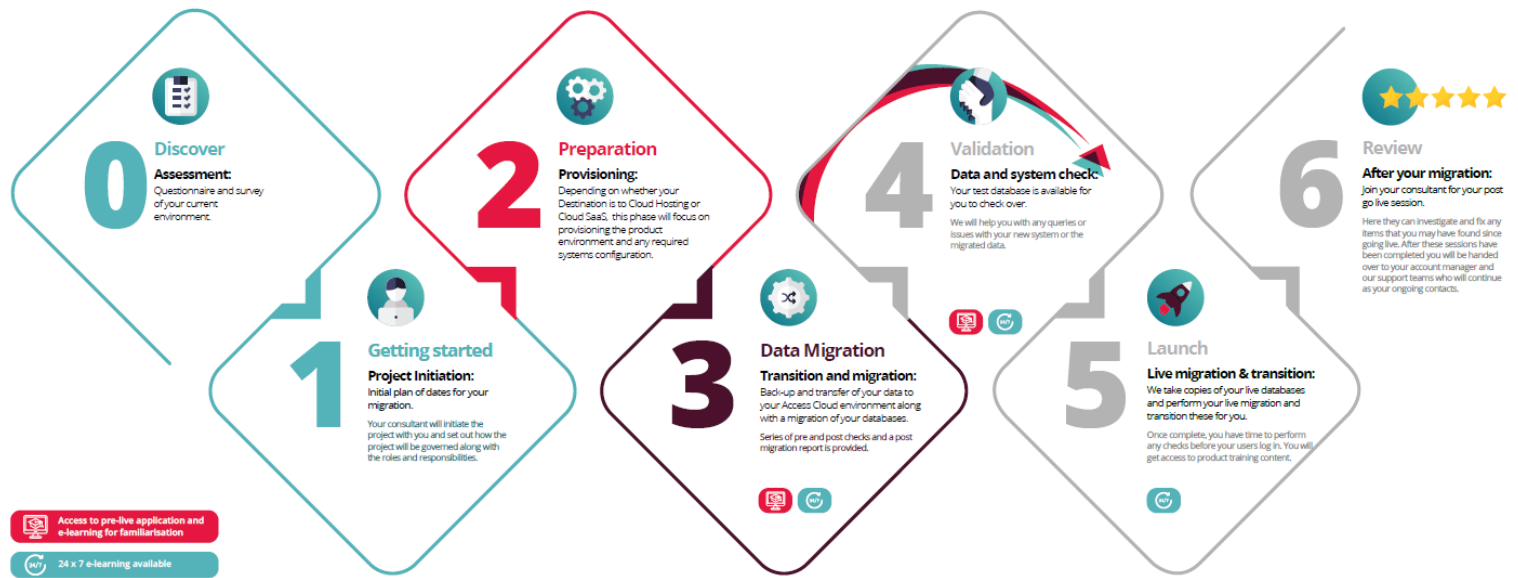 0
Discover
Assessment:
Questionnaire and survey
of your current
environment.
1
Getting started
Project Initiation:
Initial plan of dates for your
migration.
Your consultant will initiate the
project with you and set out how the
project will be governed along with
the roles and responsibilities.
2
Preparation
Provisioning:
Depending on whether your
Destination is to Cloud Hosting or
Cloud SaaS, this phase will focus on
provisioning the product
environment and any required
systems configuration.
3
Data Migration
Transition and migration:
Back-up and transfer of your data to
your Access Cloud environment along
with a migration of your databases.
Series of pre and post checks and a post
migration report is provided.
24/7
4
Validation
Data and system check:
Your test database is available for
you to check over.
We will help you with any queries or
issues with your new system or the
migrated data.
24/7
5
Launch
Live migration & transition:
We take copies of your live databases
and perform your live migration and
transition these for you.
Once complete, you have time to perform
any checks before your users log in. You will
get access to product training content.
24/7
6
Review
After your migration:
Join your consultant for your post
go live session.
Here they can investigate and fix any
items that you may have found since
going live. After these sessions have
been completed you will be handed
over to your account manager and
our support teams who will continue
as your ongoing contacts.
Access to pre-live application and
e-learning for familiarisation
24/7
24 x 7 e-learning available